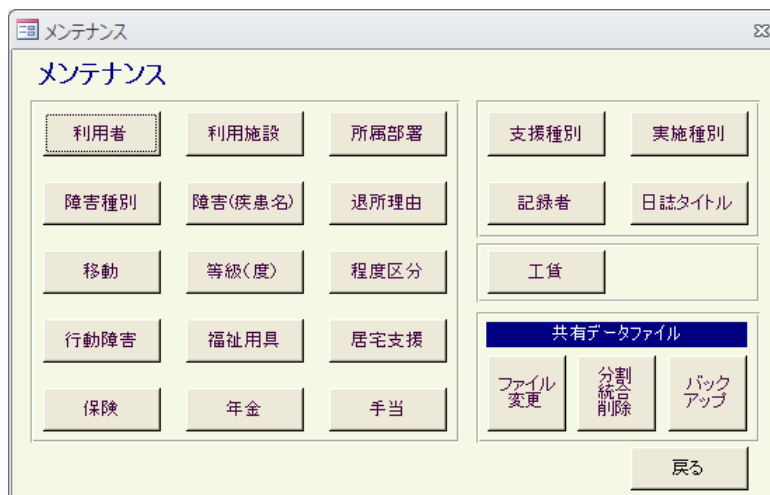 メンテナンス
メンテナンス
利用者
利用施設
所属部署
障害種別
障害(疾患名)
退所理由
移動
等級(度)
程度区分
行動障害
福祉用具
居宅支援
保険
年金
手当
支援種別
実施種別
記録者
日誌タイトル
工賃
共有データファイル
ファイル
変更
分割
統合
削除
バック
アップ
戻る